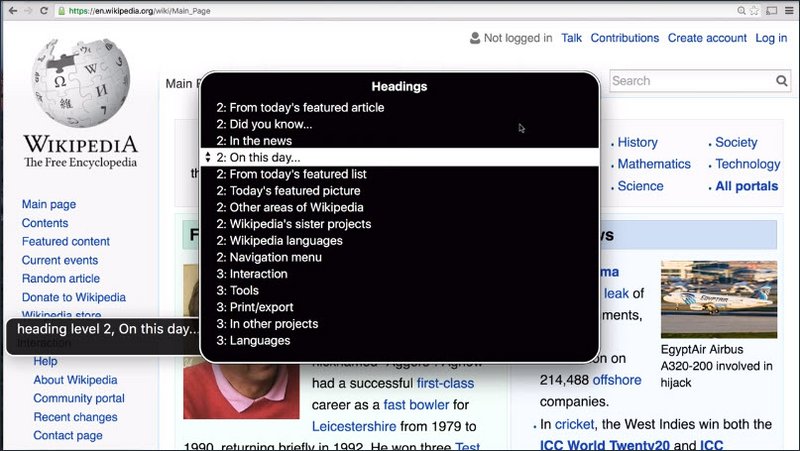 https://en.wikipedia.org/wiki/Main_Page
Not logged in Talk Contributions Create account Log in
WIKIPEDIA
The Free Encyclopedia
Main
Search
Headings
2: From today's featured article
2: Did you know...
2: In the news
2: On this day...
2: From today's featured list
2: Today's featured picture
2: Other areas of Wikipedia
2: Wikipedia's sister projects
2: Wikipedia languages
2: Navigation menu
3: Interaction
3: Tools
3: Print/export
3: In other projects
3: Languages
Main page
Contents
Featured content
Current events
Random article
Donate to Wikipedia
Wikipedia store
heading level 2, On this day...
Interaction
Help
About Wikipedia
Community portal
Recent changes
Contact page
History
Mathematics
Science
Society
Technology
All portals
had a successful first-class
career as a fast bowler for
Leicestershire from 1979 to
1990, returning briefly in 1992. He won three Test
leak of
on
214,488 offshore
companies.
In cricket, the West Indies win both the
ICC World Twenty20 and ICC
EgyptAir Airbus
A320-200 involved in
hijack